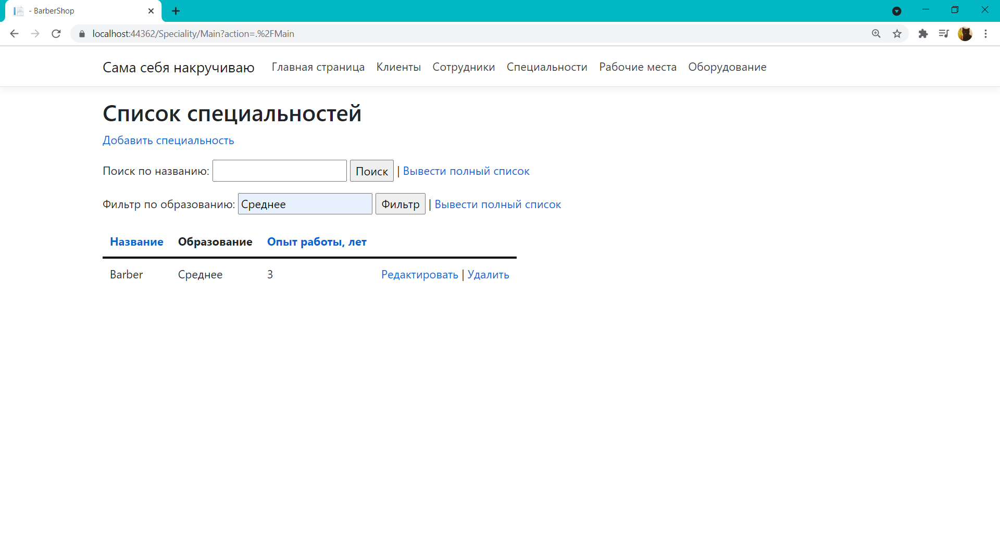 - BarberShop
localhost:44362/Speciality/Main?action=.%2FMain
Сама себя накручиваю Главная страница Клиенты Сотрудники Специальности Рабочие места Оборудование
Список специальностей
Добавить специальность
Поиск по названию: Поиск | Вывести полный список
Фильтр по образованию: Среднее Фильтр | Вывести полный список
Название Образование Опыт работы, лет
Barber Среднее 3 Редактировать | Удалить